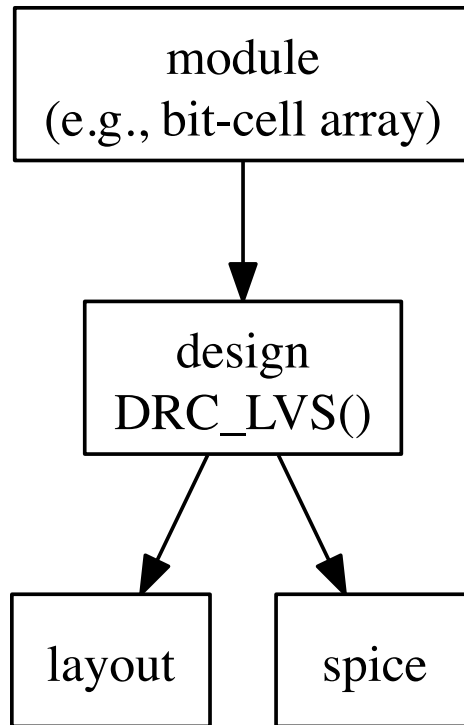 module
(e.g., bit-cell array)
design
DRC_LVS()
layout
spice